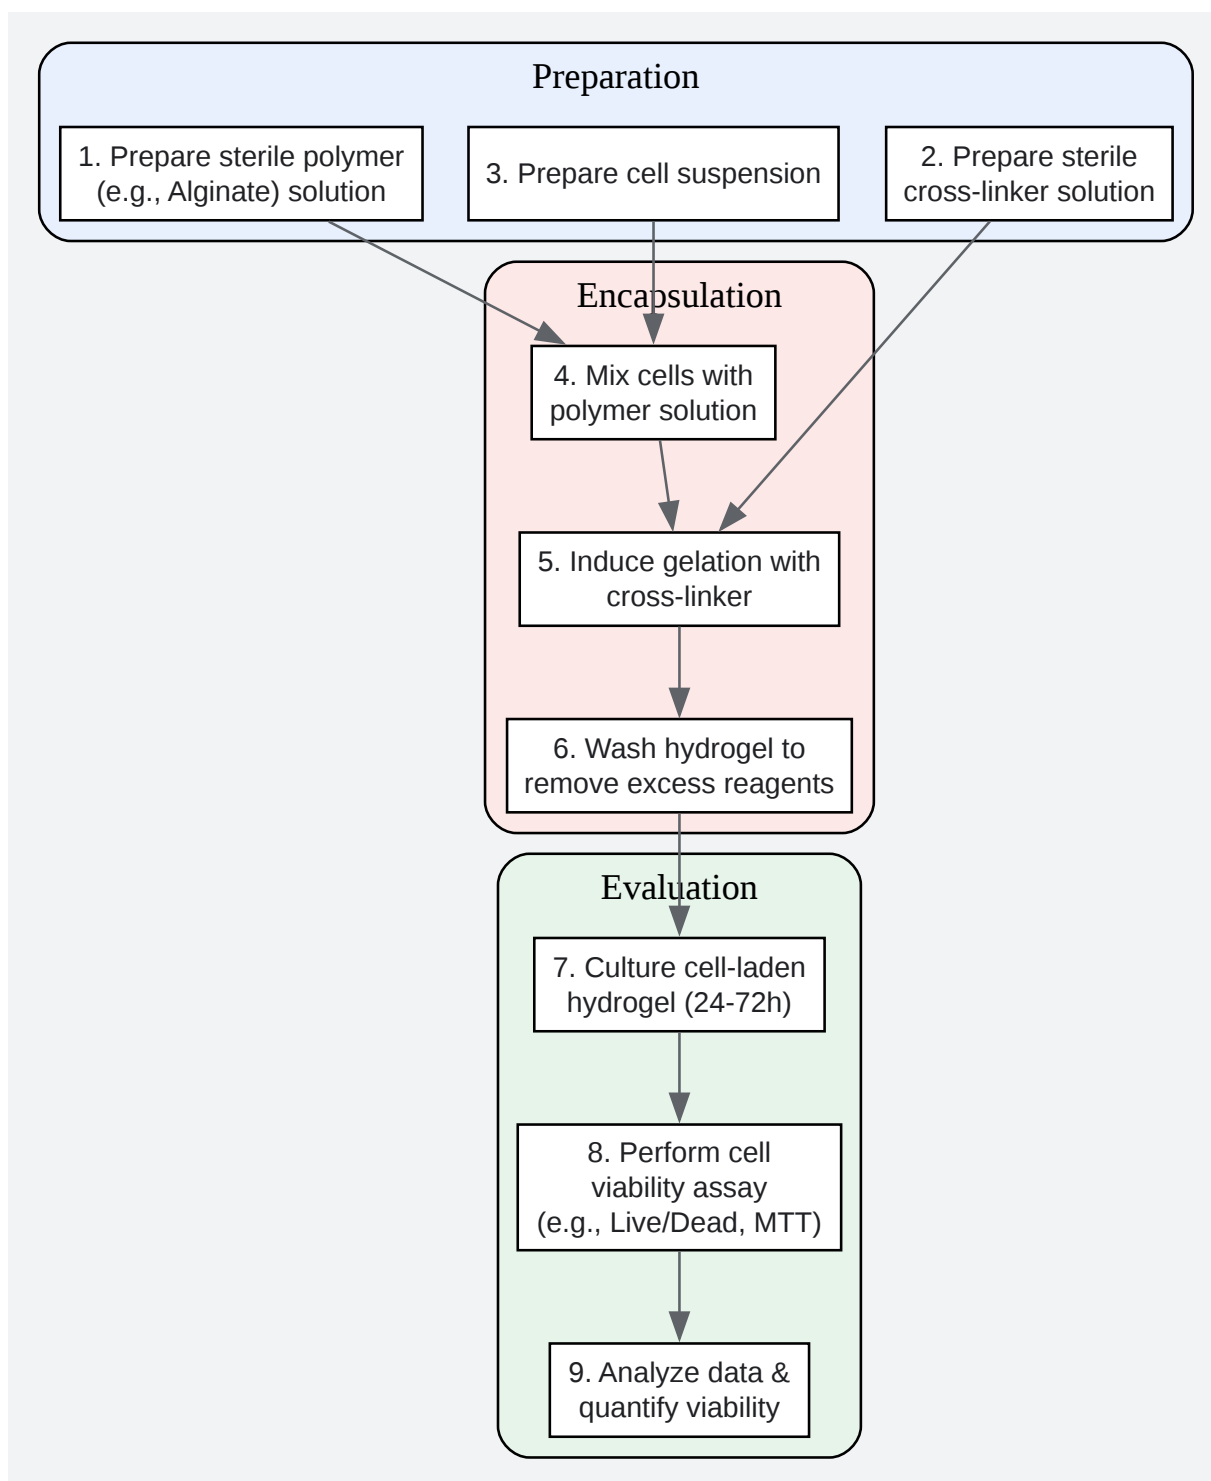 Preparation
1. Prepare sterile polymer
(e.g., Alginate) solution
3. Prepare cell suspension
2. Prepare sterile
cross-linker solution
Encapsulation
4. Mix cells with
polymer solution
5. Induce gelation with
cross-linker
6. Wash hydrogel to
remove excess reagents
Evaluation
7. Culture cell-laden
hydrogel (24-72h)
8. Perform cell
viability assay
(e.g., Live/Dead, MTT)
9. Analyze data &
quantify viability